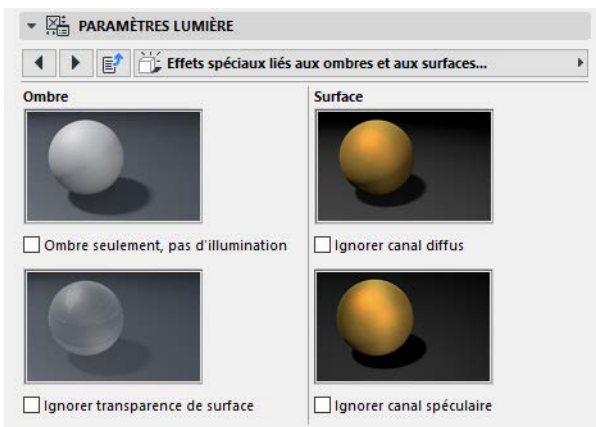 PARAMÈTRES LUMIÈRE
Effets spéciaux liés aux ombres et aux surfaces...
Ombre
Surface
Ombre seulement, pas d'illumination
Ignorer canal diffus
Ignorer transparence de surface
Ignorer canal spéculaire